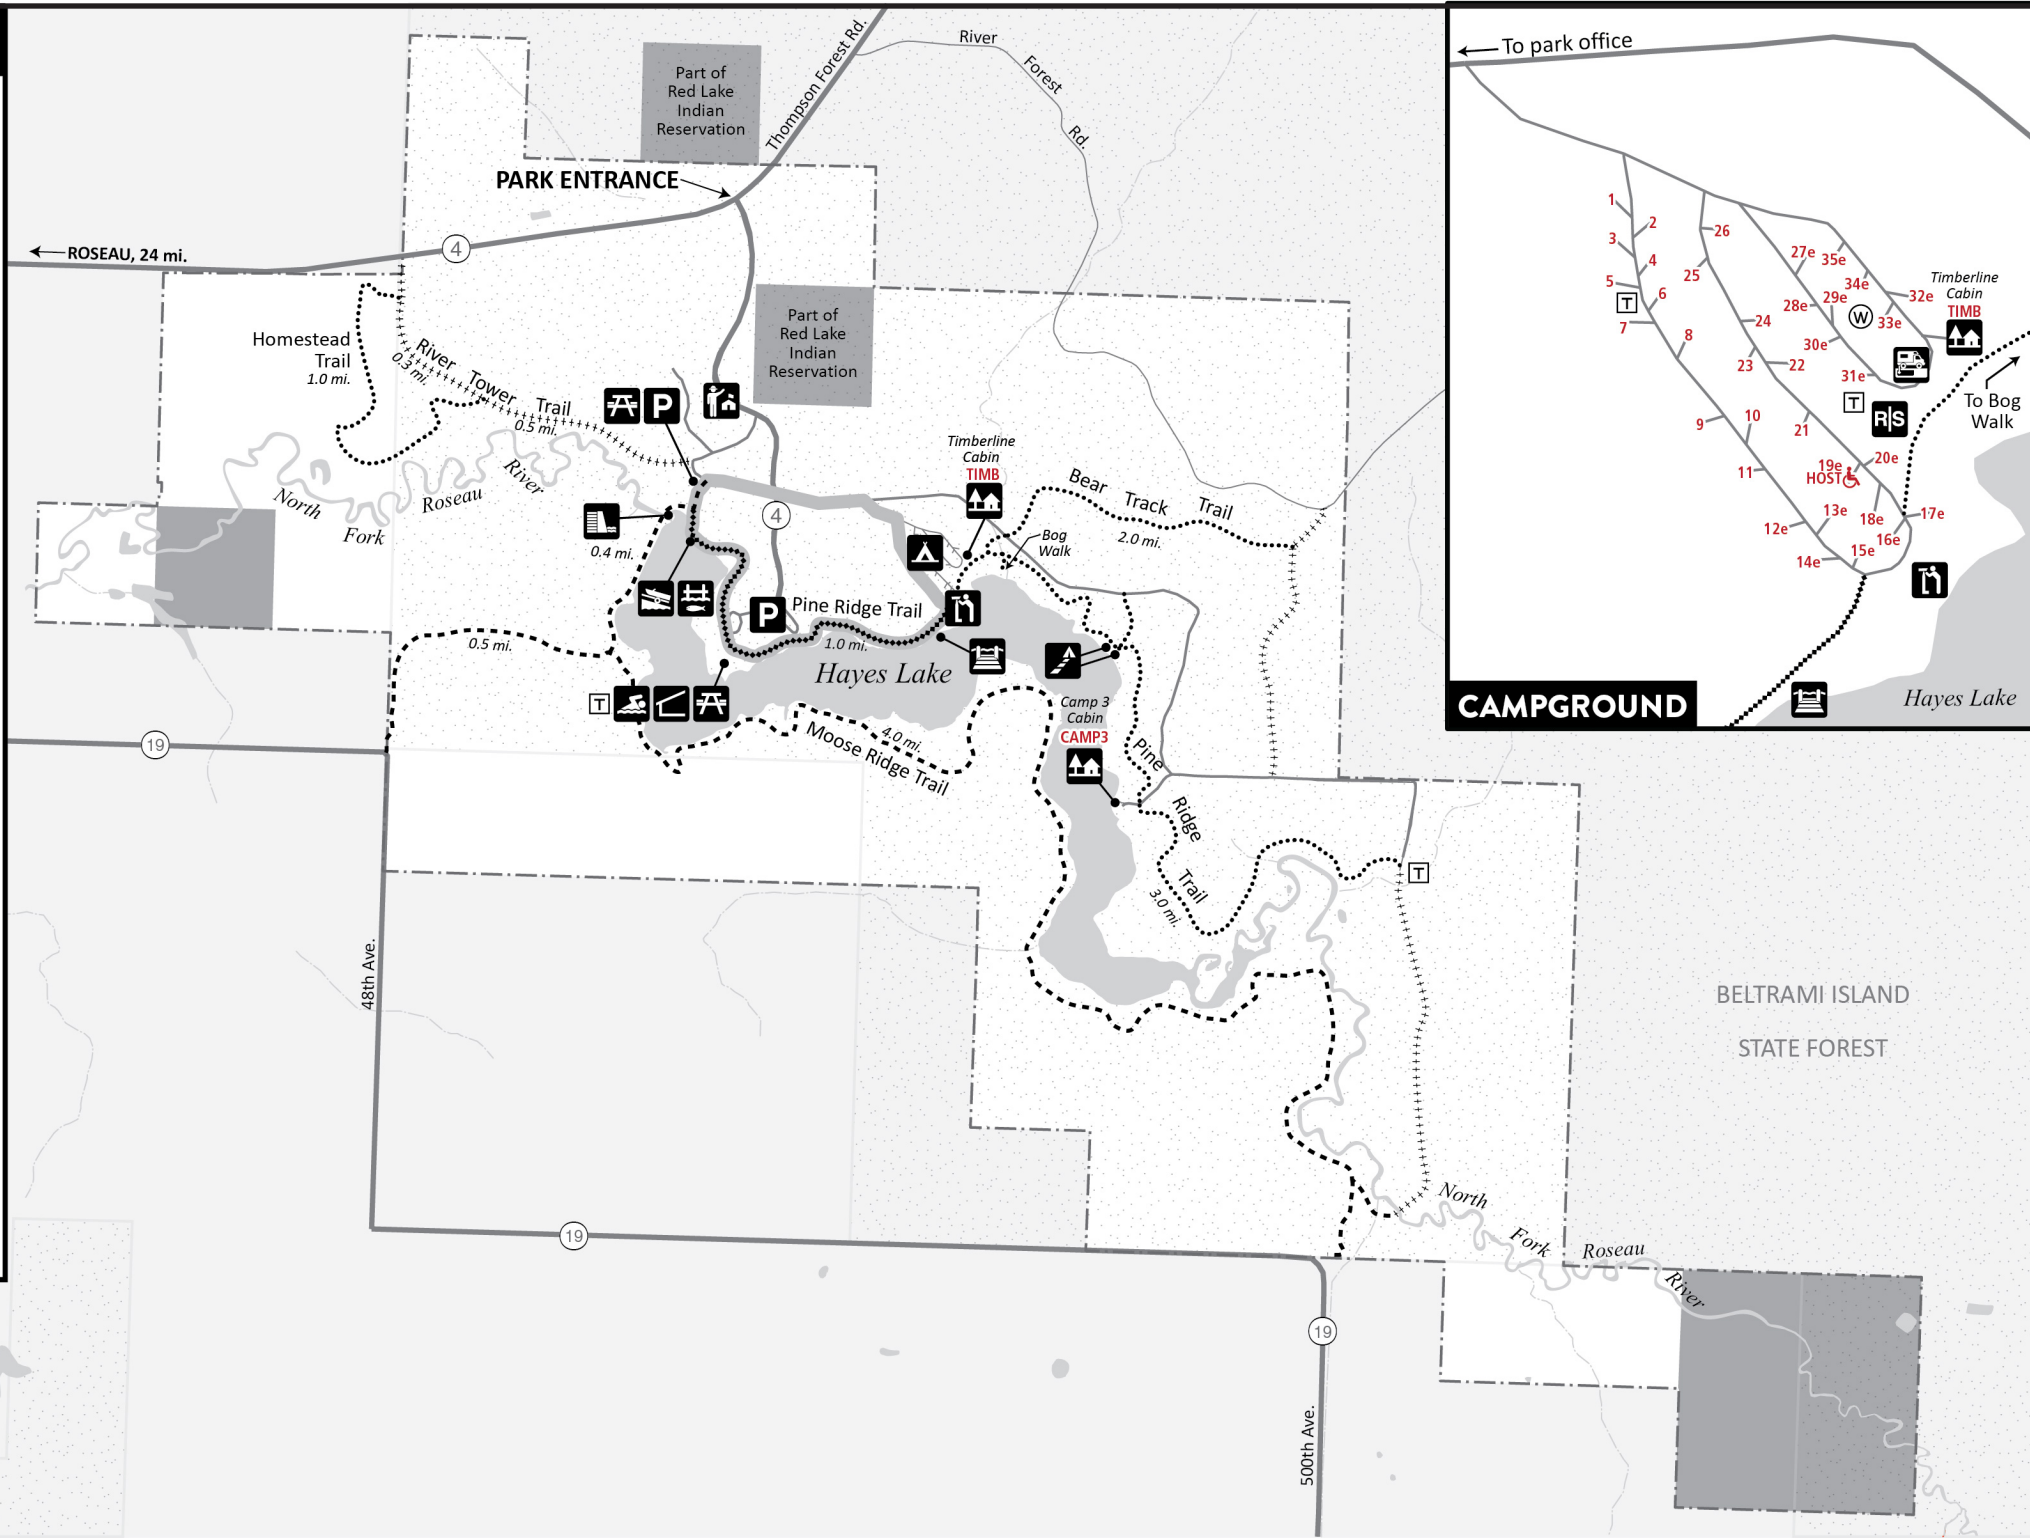 Part of
Red Lake
Indian
Reservation
Thompson Forest Rd.
River
Forest
Rd.
PARK ENTRANCE
ROSEAU, 24 mi.
4
Part of
Red Lake
Indian
Reservation
Homestead
Trail
1.0 mi.
River Tower Trail
0.3 mi.
0.5 mi.
P
North
Fork
Roseau
River
Timberline
Cabin
TIMB
Bear Track Trail
2.0 mi.
4
Bog
Walk
0.4 mi.
P
Pine Ridge Trail
1.0 mi.
0.5 mi.
Hayes Lake
T
Camp 3
Cabin
CAMP3
4.0 mi.
Moose Ridge Trail
19
Pine
Ridge
Trail
3.0 mi.
T
48th Ave.
BELTRAMI ISLAND
STATE FOREST
North
Fork
Roseau
River
19
19
500th Ave.
To park office
1
2
3
4
5
6
T
7
8
9
10
11
12e
13e
14e
15e
16e
17e
18e
19e
HOST
20e
21
22
23
24
25
26
27e
28e
29e
30e
31e
32e
33e
34e
35e
W
Timberline
Cabin
TIMB
T
R|S
To Bog
Walk
Hayes Lake
CAMPGROUND